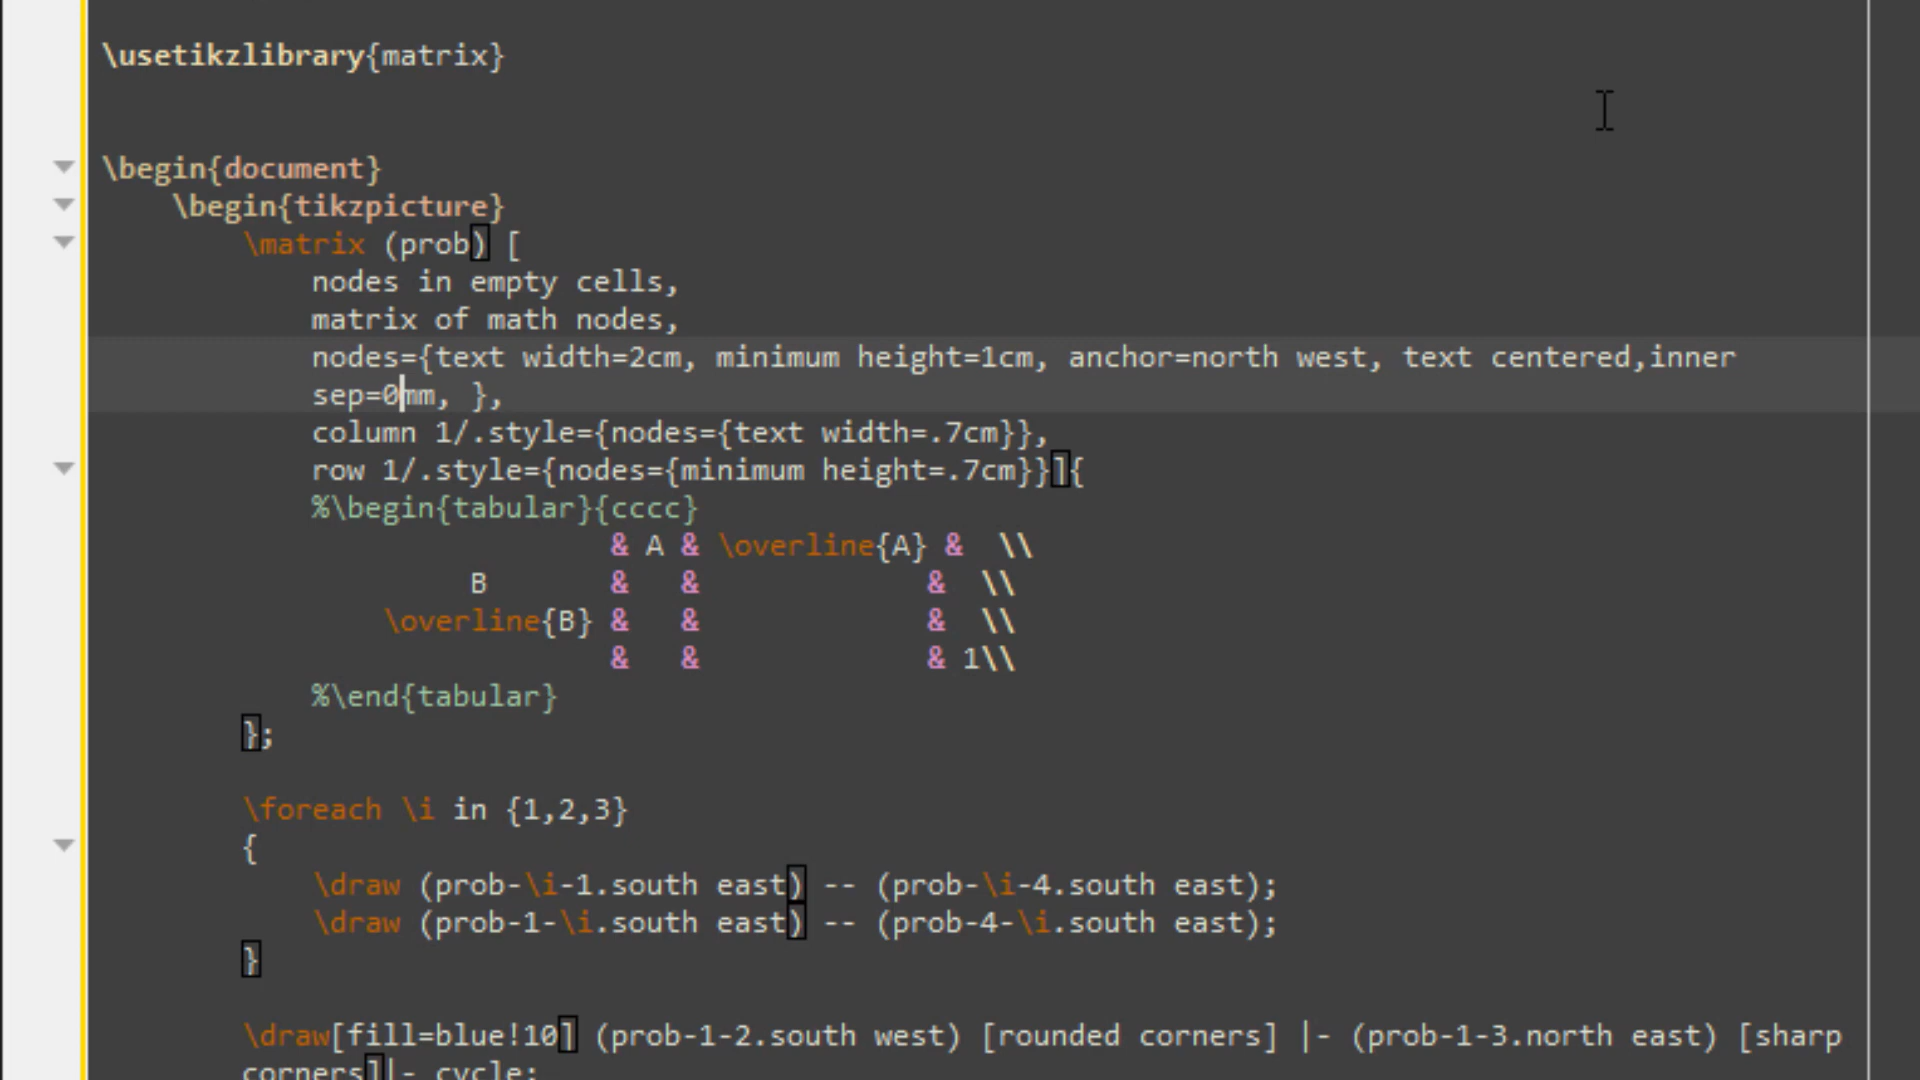 \usetikzlibrary{matrix}
\begin{document}
\begin{tikzpicture}
\matrix (prob) [
nodes in empty cells,
matrix of math nodes,
nodes={text width=2cm, minimum height=1cm, anchor=north west, text centered,inner
sep=0mm, },
column 1/.style={nodes={text width=.7cm}},
row 1/.style={nodes={minimum height=.7cm}}]{
%\begin{tabular}{cccc}
& A & \overline{A} & \\
B & & & \\
\overline{B} & & & \\
& & & 1\\
%\end{tabular}
};
\foreach \i in {1,2,3}
{
\draw (prob-\i-1.south east) -- (prob-\i-4.south east);
\draw (prob-1-\i.south east) -- (prob-4-\i.south east);
}
\draw[fill=blue!10] (prob-1-2.south west) [rounded corners] |- (prob-1-3.north east) [sharp
corners]|- cycle;